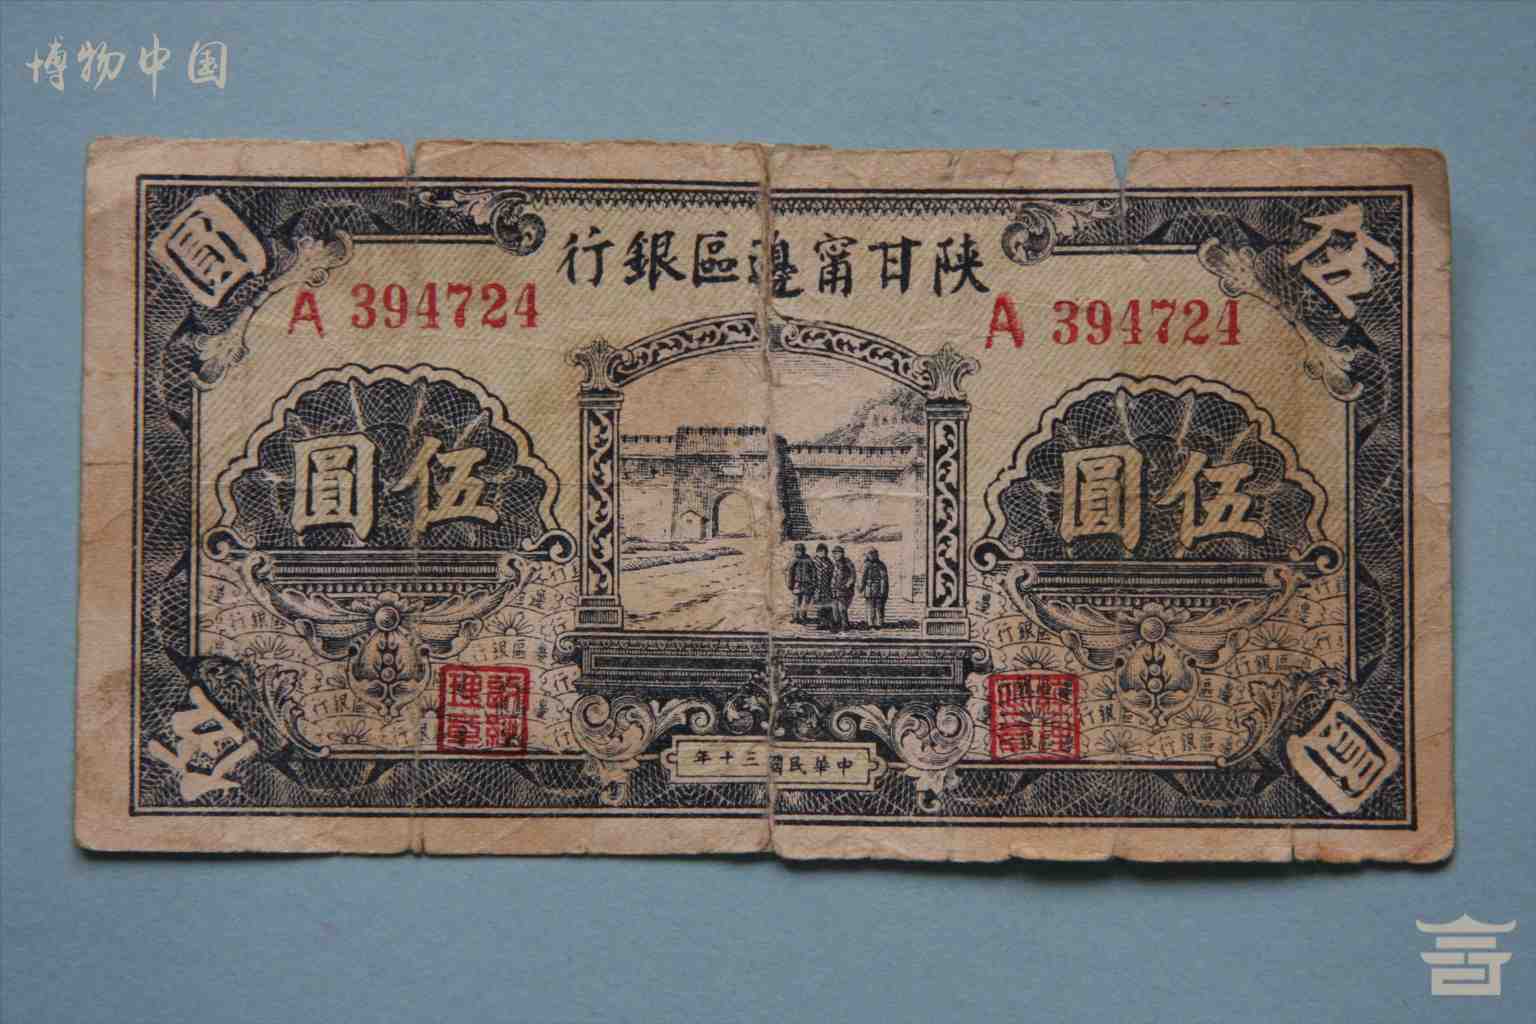 博物中国
陕甘甯邊區銀行
A 394724
A 394724
圓
伍
伍圓
伍圓
伍
圓
中華民國三十年